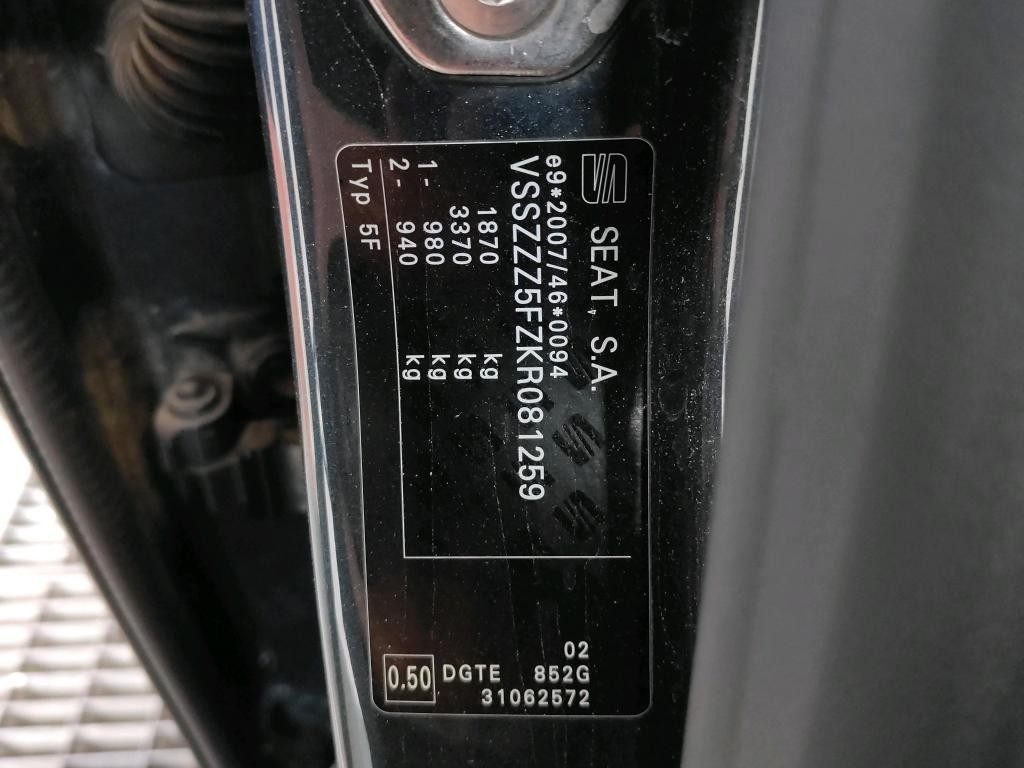 SEAT, S.A.
e9*2007/46*0094
VSSZZZ5FZKR081259
1870 kg
3370 kg
1- 980 kg
2- 940 kg
Typ 5F
02
0.50 DGTE 852G
31062572